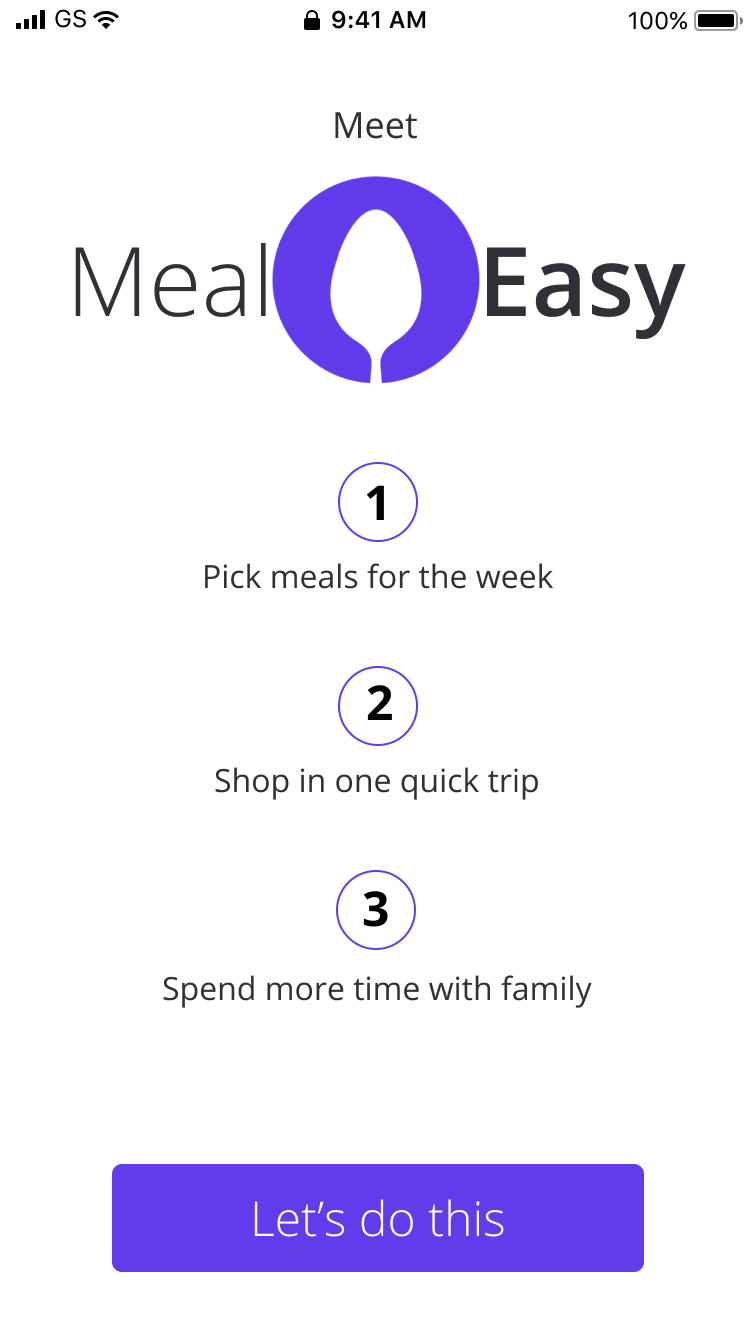 GS 9:41 AM 100%
Meet
Meal Easy
1
Pick meals for the week
2
Shop in one quick trip
3
Spend more time with family
Let’s do this